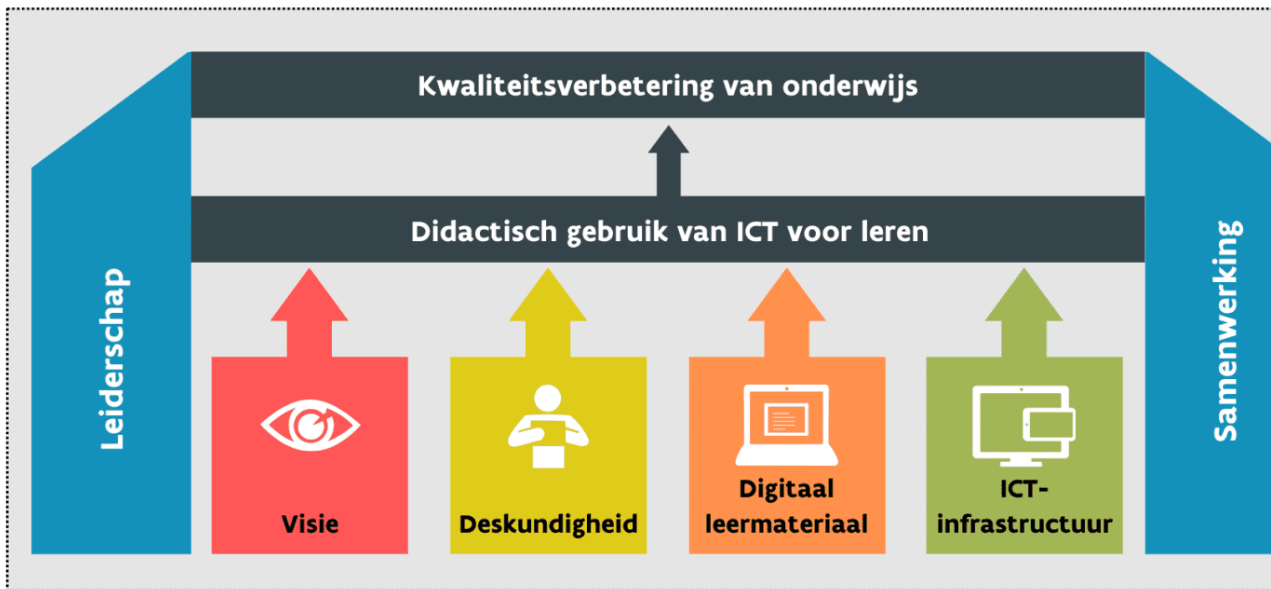 Kwaliteitsverbetering van onderwijs
Didactisch gebruik van ICT voor leren
Leiderschap
Samenwerking
Visie
Deskundigheid
Digitaal
leermateriaal
ICT-
infrastructuur